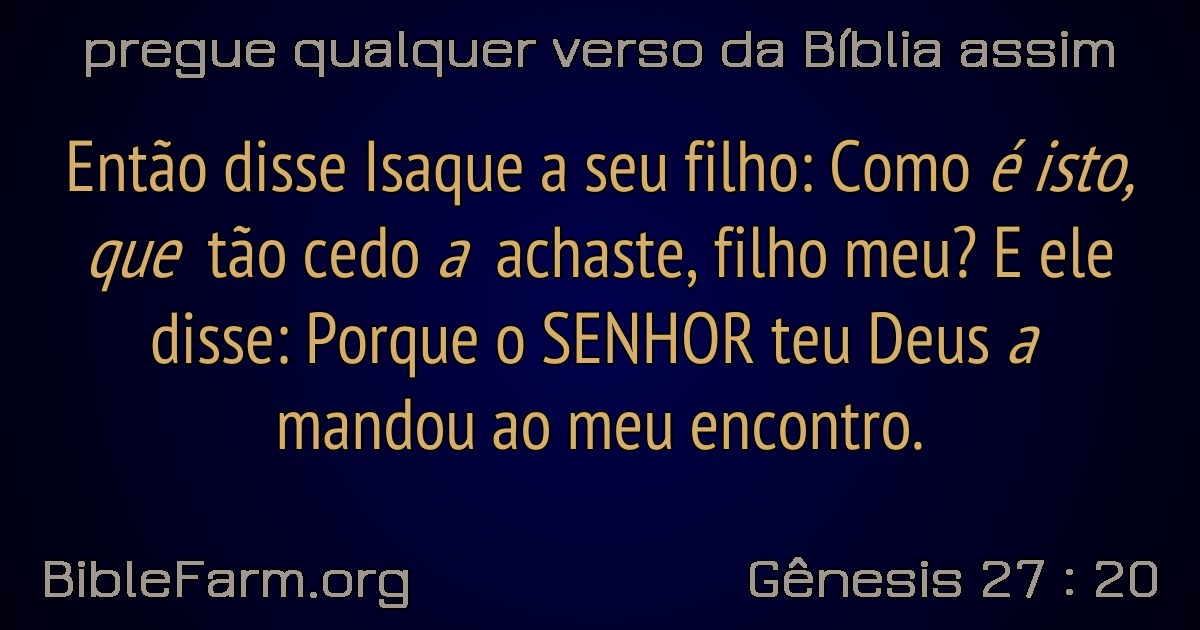 pregue qualquer verso da Bíblia assim
Então disse Isaque a seu filho: Como é isto,
que tão cedo a achaste, filho meu? E ele
disse: Porque o SENHOR teu Deus a
mandou ao meu encontro.
BibleFarm.org
Gênesis 27 : 20